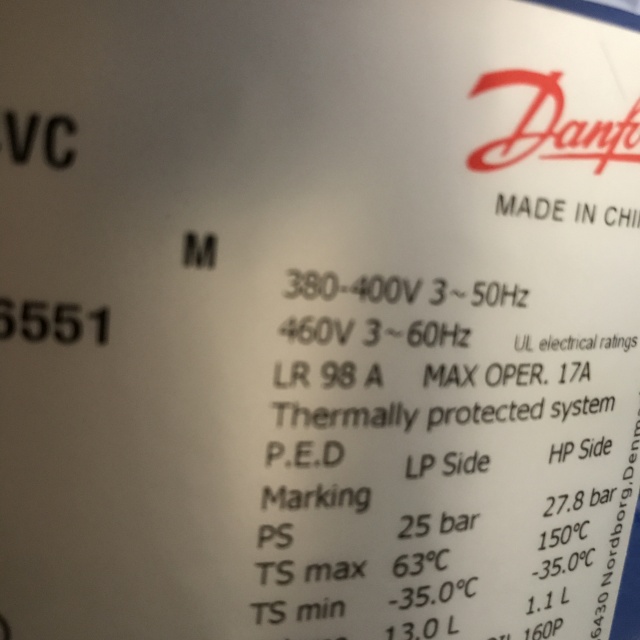 Danfo
-VC
MADE IN CHI
M
380-400V 3~50Hz
6551
460V 3~60Hz UL electrical ratings
LR 98 A MAX OPER. 17A
Thermally protected system
P.E.D LP Side HP Side
Marking
PS 25 bar 27.8 bar
TS max 63°C 150°C
TS min -35.0°C -35.0°C
13.0 L 1.1 L
160P
6430 Nordborg, Denm